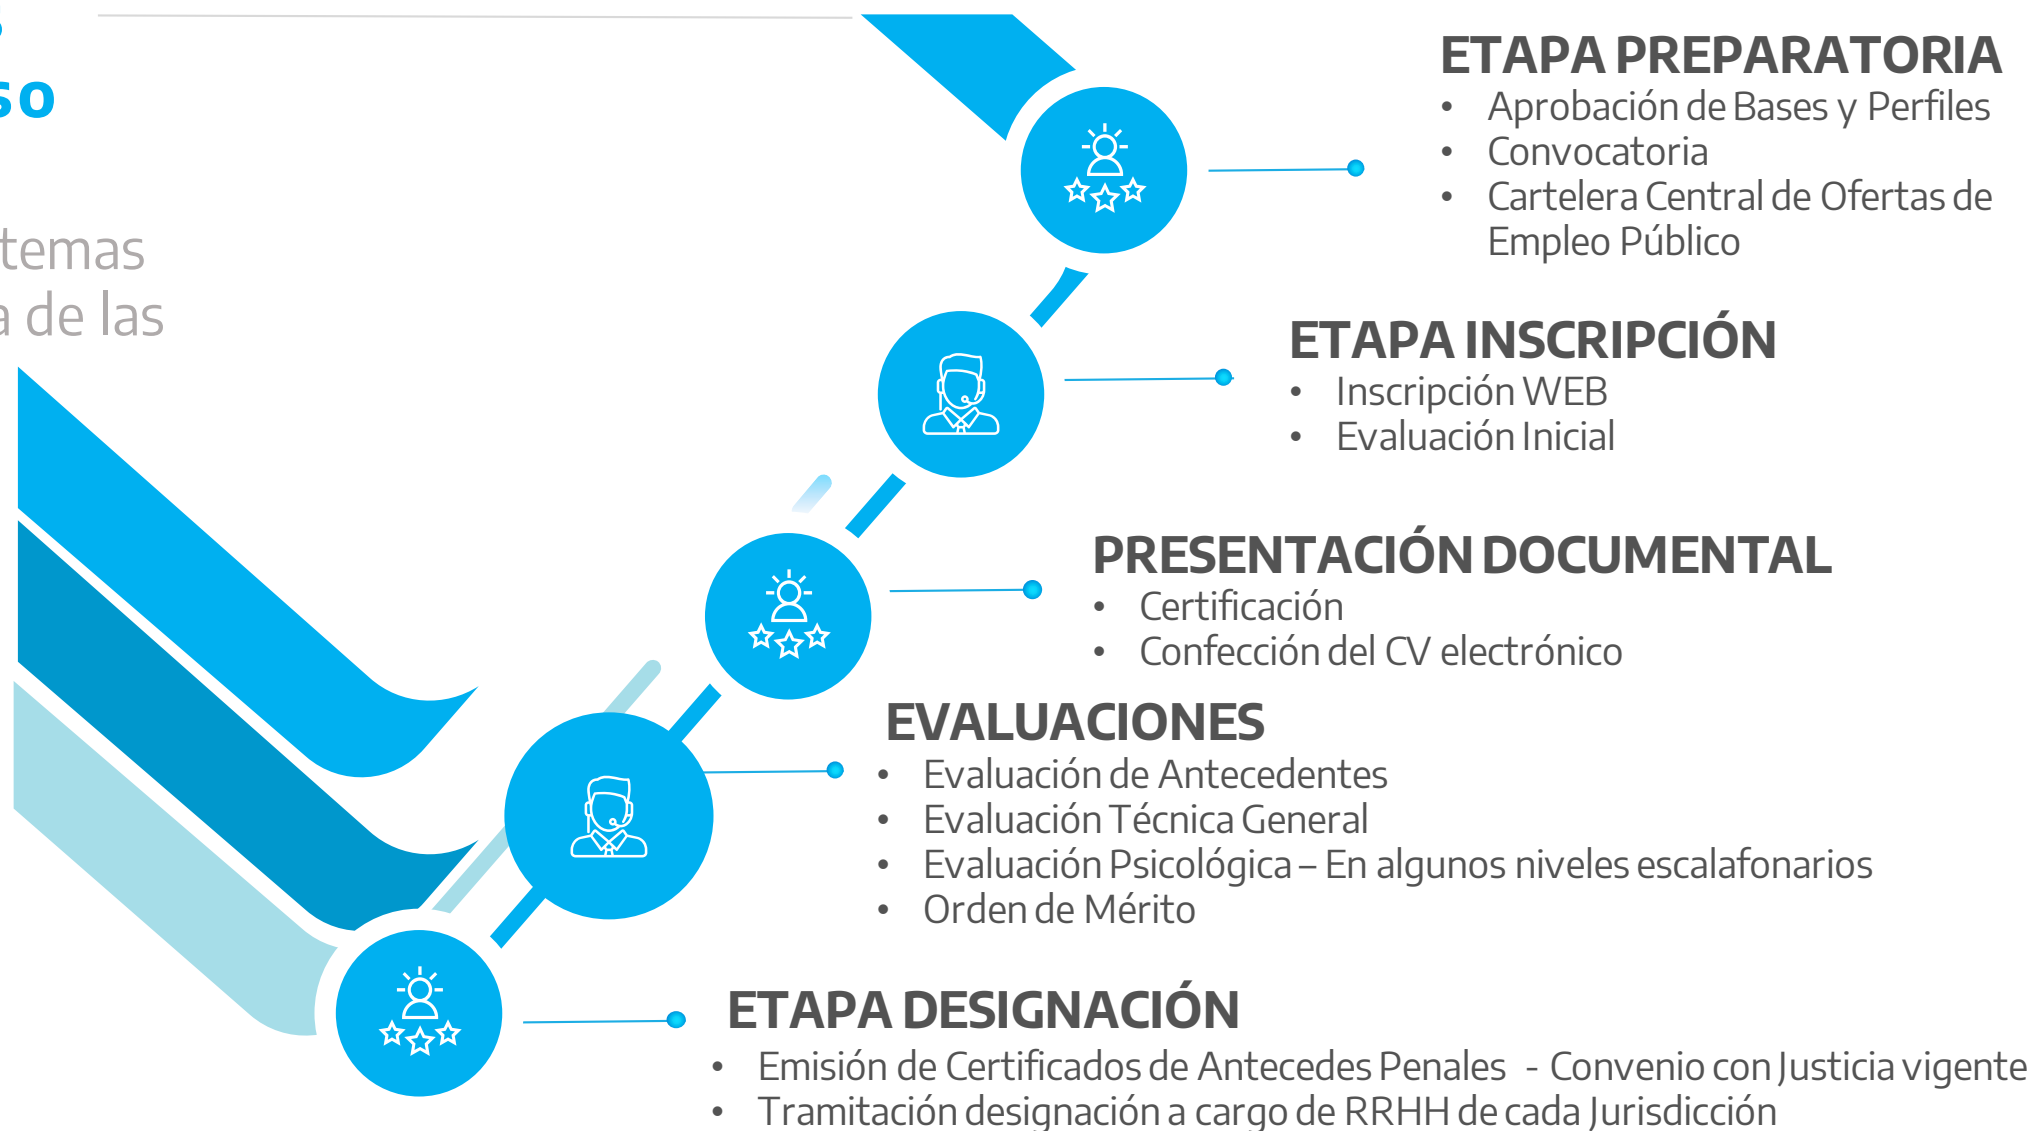 de las
ETAPA PREPARATORIA
• Aprobación de Bases y Perfiles
• Convocatoria
• Cartelera Central de Ofertas de
Empleo Público
ETAPA INSCRIPCIÓN
• Inscripción WEB
• Evaluación Inicial
PRESENTACIÓN DOCUMENTAL
• Certificación
• Confección del CV electrónico
EVALUACIONES
• Evaluación de Antecedentes
• Evaluación Técnica General
• Evaluación Psicológica – En algunos niveles escalafonarios
• Orden de Mérito
ETAPA DESIGNACIÓN
• Emisión de Certificados de Antecedes Penales - Convenio con Justicia vigente
• Tramitación designación a cargo de RRHH de cada Jurisdicción